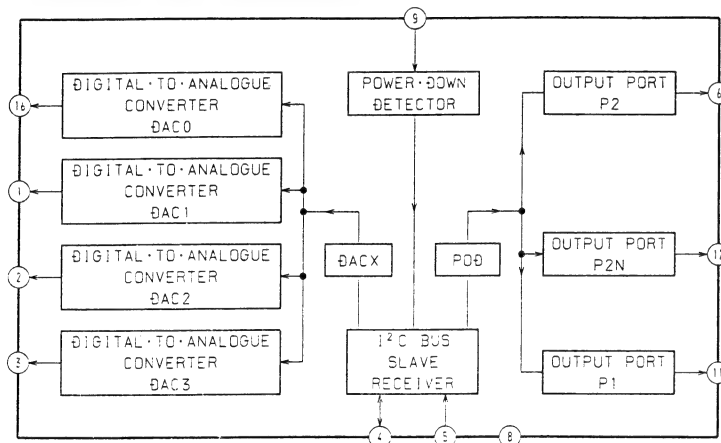 9
DIGITAL·TO·ANALOGUE
CONVERTER
DAC0
16
POWER·DOWN
DETECTOR
OUTPUT PORT
P2
6
DIGITAL·TO·ANALOGUE
CONVERTER
DAC1
1
DIGITAL·TO·ANALOGUE
CONVERTER
DAC2
2
DACX
POD
OUTPUT PORT
P2N
12
DIGITAL·TO·ANALOGUE
CONVERTER
DAC3
3
I²C BUS
SLAVE
RECEIVER
OUTPUT PORT
P1
11
4
5
8